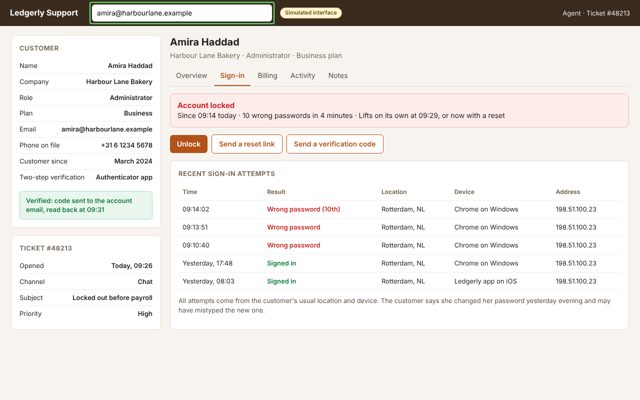 Ledgerly Support
amira@harbourlane.example
Simulated interface
Agent · Ticket #48213
CUSTOMER
Name Amira Haddad
Company Harbour Lane Bakery
Role Administrator
Plan Business
Email amira@harbourlane.example
Phone on file +31 6 1234 5678
Customer since March 2024
Two-step verification Authenticator app
Verified: code sent to the account
email, read back at 09:31
TICKET #48213
Opened Today, 09:26
Channel Chat
Subject Locked out before payroll
Priority High
Amira Haddad
Harbour Lane Bakery · Administrator · Business plan
Overview Sign-in Billing Activity Notes
Account locked
Since 09:14 today · 10 wrong passwords in 4 minutes · Lifts on its own at 09:29, or now with a reset
Unlock Send a reset link Send a verification code
RECENT SIGN-IN ATTEMPTS
Time Result Location Device Address
09:14:02 Wrong password (10th) Rotterdam, NL Chrome on Windows 198.51.100.23
09:13:51 Wrong password Rotterdam, NL Chrome on Windows 198.51.100.23
09:10:40 Wrong password Rotterdam, NL Chrome on Windows 198.51.100.23
Yesterday, 17:48 Signed in Rotterdam, NL Chrome on Windows 198.51.100.23
Yesterday, 08:03 Signed in Rotterdam, NL Ledgerly app on iOS 198.51.100.23
All attempts come from the customer's usual location and device. The customer says she changed her password yesterday evening and may
have mistyped the new one.